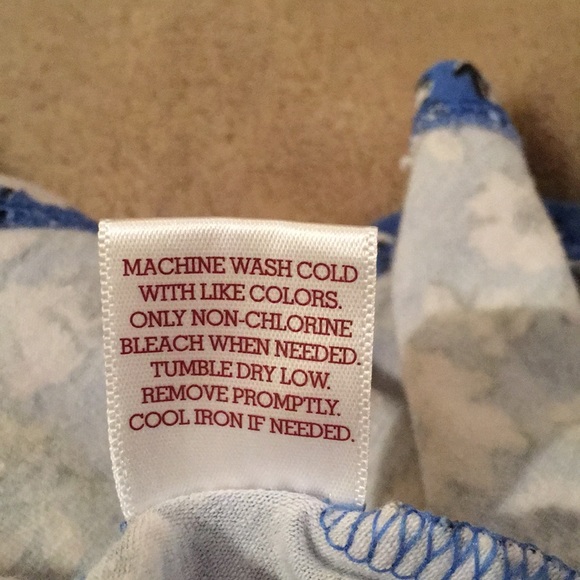 MACHINE WASH COLD
WITH LIKE COLORS.
ONLY NON-CHLORINE
BLEACH WHEN NEEDED.
TUMBLE DRY LOW.
REMOVE PROMPTLY.
COOL IRON IF NEEDED.